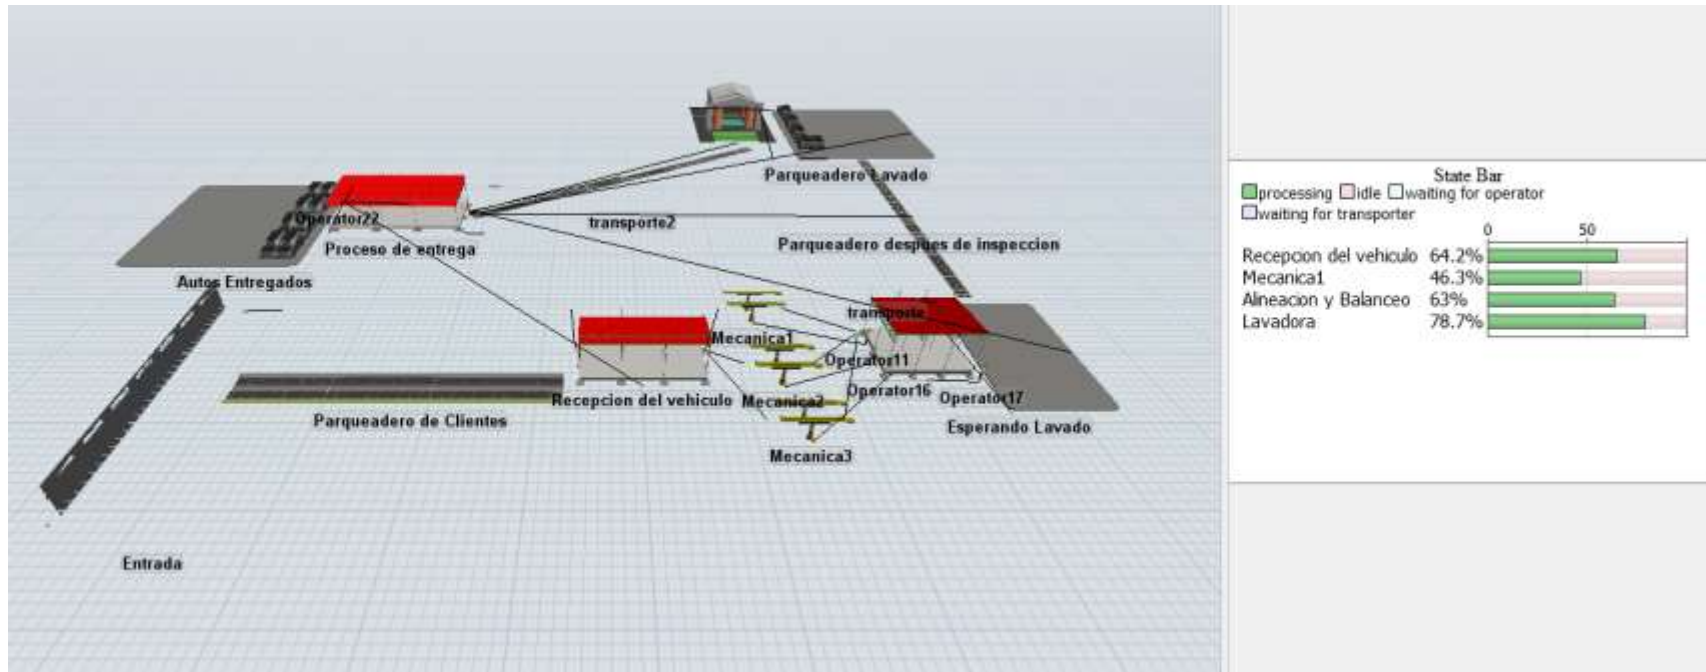 Parqueadero Lavado
Operator22
transporte2
Proceso de entrega
Parqueadero despues de inspeccion
Autos Entregados
transporte
Mecanica1
Operator11
Recepcion del vehiculo
Mecanica2
Operator16
Operator17
Parqueadero de Clientes
Esperando Lavado
Mecanica3
Entrada
State Bar
processing idle waiting for operator
waiting for transporter
0 50
Recepcion del vehiculo 64.2%
Mecanica1 46.3%
Alineacion y Balanceo 63%
Lavadora 78.7%